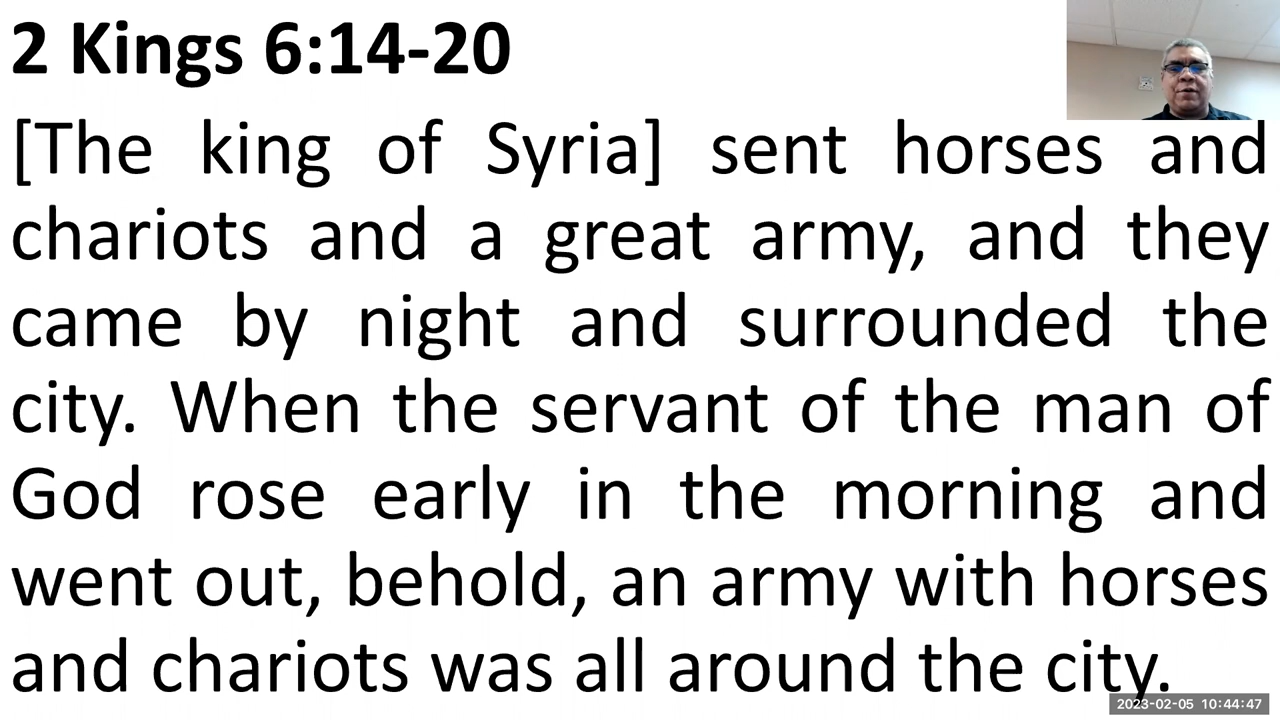 2 Kings 6:14-20
[The king of Syria] sent horses and
chariots and a great army, and they
came by night and surrounded the
city. When the servant of the man of
God rose early in the morning and
went out, behold, an army with horses
and chariots was all around the city.
2023-02-05 10:44:47